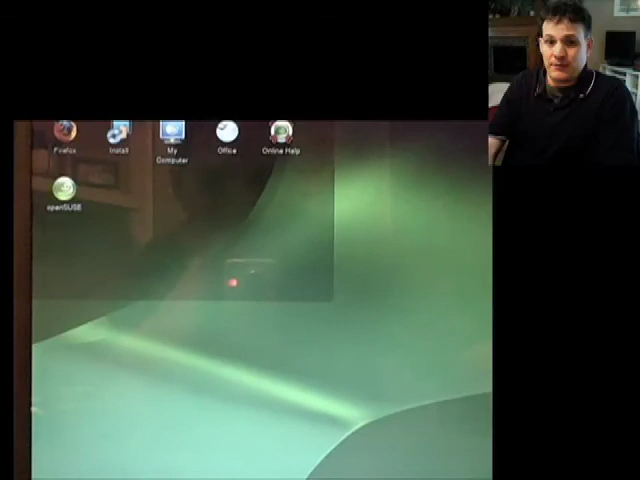 Firefox
Install
My
Computer
Office
Online Help
openSUSE